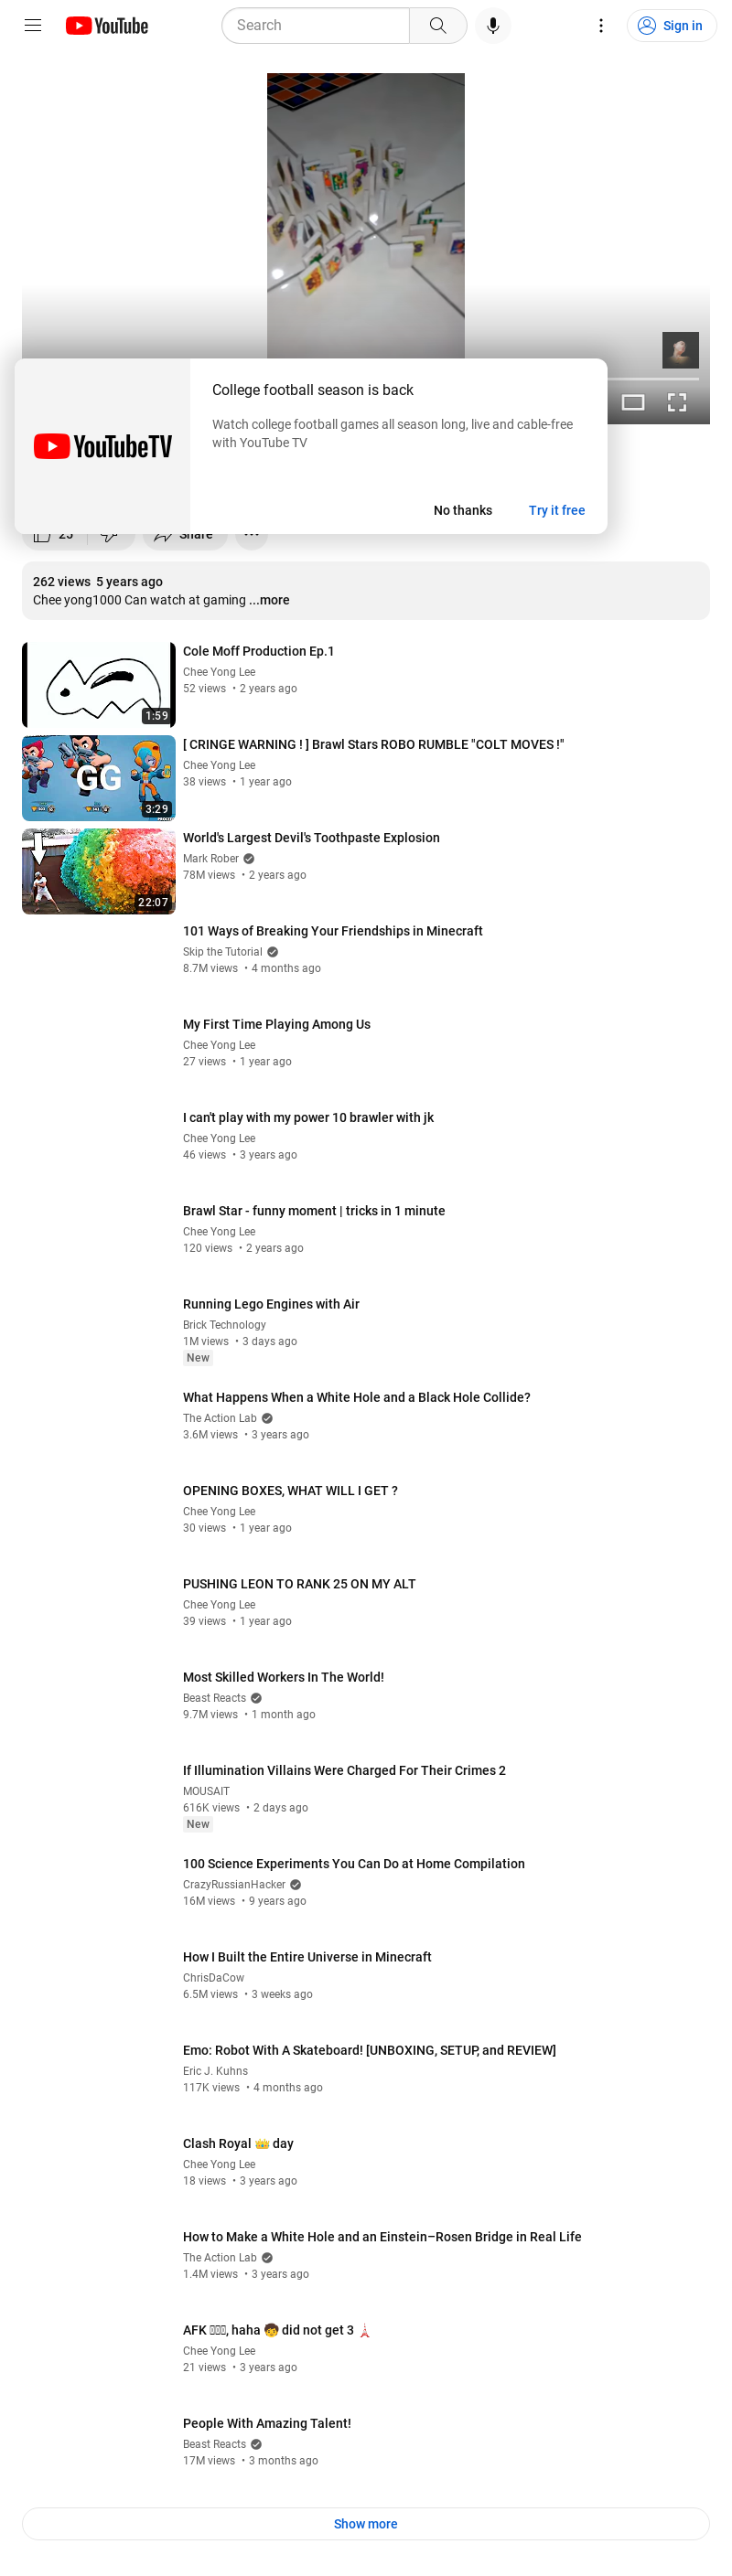 YouTube
Search
Sign in
College football season is back
Watch college football games all season long, live and cable-free
with YouTube TV
YouTubeTV
No thanks
Try it free
25
Share
262 views 5 years ago
Chee yong1000 Can watch at gaming ...more
Cole Moff Production Ep.1
Chee Yong Lee
52 views • 2 years ago
1:59
[ CRINGE WARNING ! ] Brawl Stars ROBO RUMBLE "COLT MOVES !"
Chee Yong Lee
38 views • 1 year ago
GG
3:29
World's Largest Devil's Toothpaste Explosion
Mark Rober
78M views • 2 years ago
22:07
101 Ways of Breaking Your Friendships in Minecraft
Skip the Tutorial
8.7M views • 4 months ago
My First Time Playing Among Us
Chee Yong Lee
27 views • 1 year ago
I can't play with my power 10 brawler with jk
Chee Yong Lee
46 views • 3 years ago
Brawl Star - funny moment | tricks in 1 minute
Chee Yong Lee
120 views • 2 years ago
Running Lego Engines with Air
Brick Technology
1M views • 3 days ago
New
What Happens When a White Hole and a Black Hole Collide?
The Action Lab
3.6M views • 3 years ago
OPENING BOXES, WHAT WILL I GET ?
Chee Yong Lee
30 views • 1 year ago
PUSHING LEON TO RANK 25 ON MY ALT
Chee Yong Lee
39 views • 1 year ago
Most Skilled Workers In The World!
Beast Reacts
9.7M views • 1 month ago
If Illumination Villains Were Charged For Their Crimes 2
MOUSAIT
616K views • 2 days ago
New
100 Science Experiments You Can Do at Home Compilation
CrazyRussianHacker
16M views • 9 years ago
How I Built the Entire Universe in Minecraft
ChrisDaCow
6.5M views • 3 weeks ago
Emo: Robot With A Skateboard! [UNBOXING, SETUP, and REVIEW]
Eric J. Kuhns
117K views • 4 months ago
Clash Royal 👑 day
Chee Yong Lee
18 views • 3 years ago
How to Make a White Hole and an Einstein–Rosen Bridge in Real Life
The Action Lab
1.4M views • 3 years ago
AFK , haha 🧒 did not get 3 🗼
Chee Yong Lee
21 views • 3 years ago
People With Amazing Talent!
Beast Reacts
17M views • 3 months ago
Show more